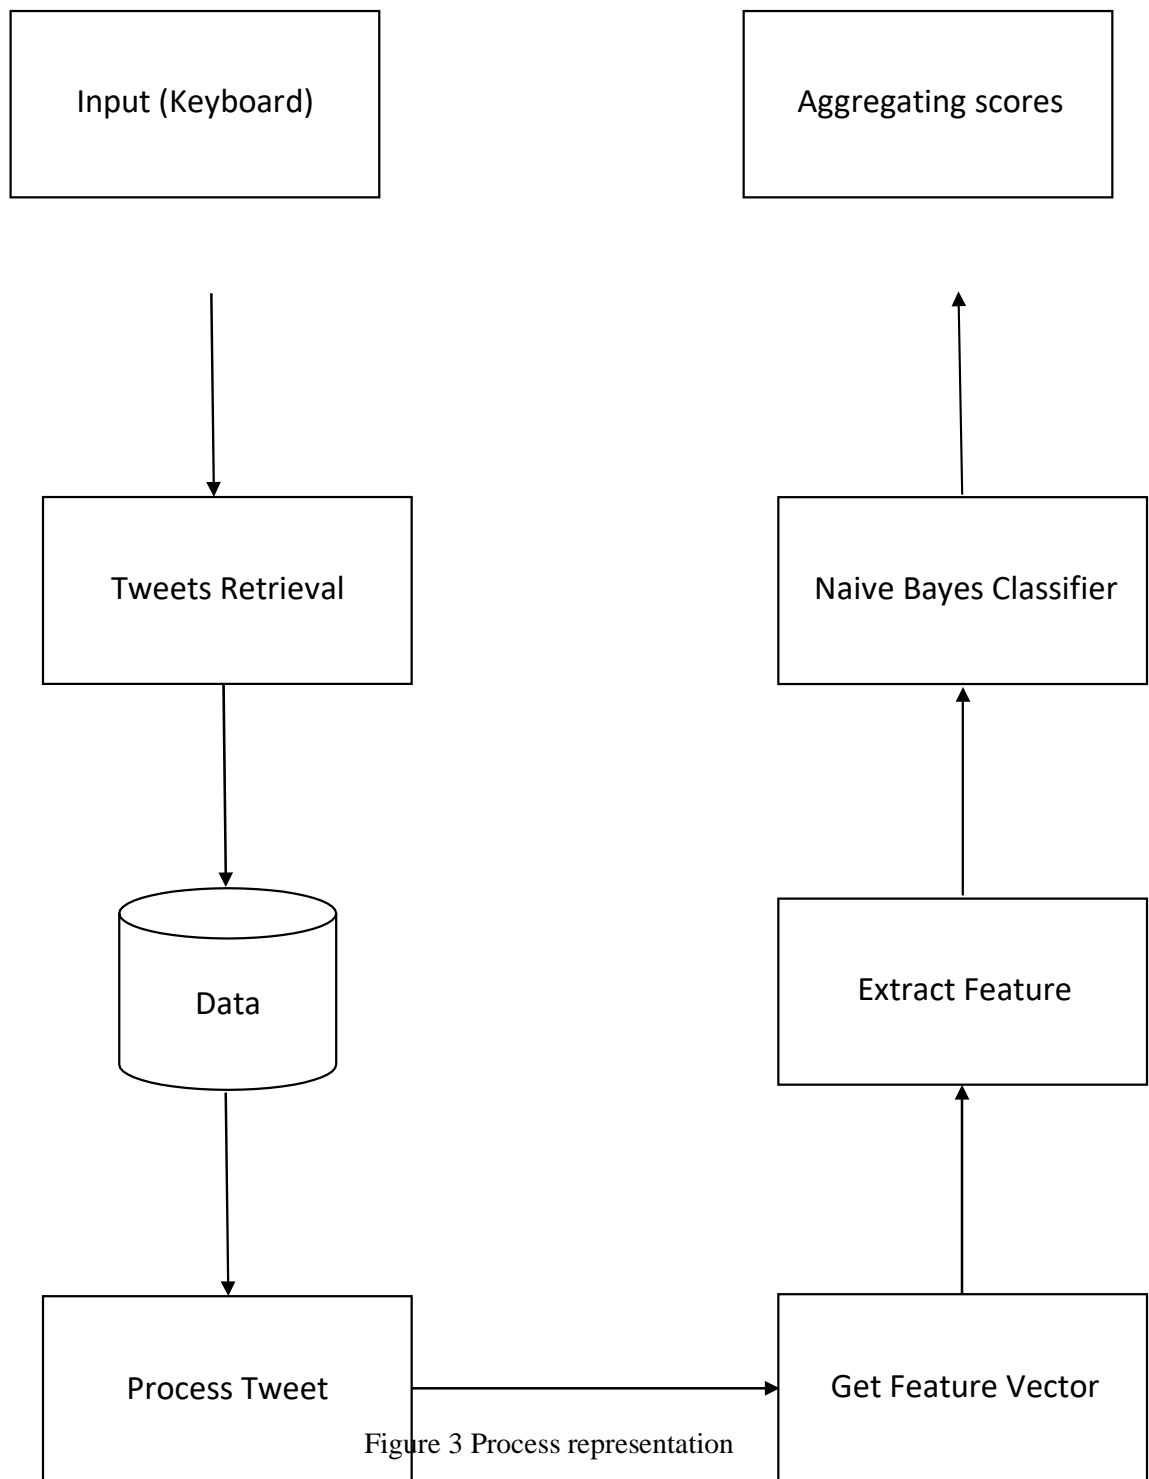 Input (Keyboard)
Aggregating scores
Tweets Retrieval
Naive Bayes Classifier
Data
Extract Feature
Process Tweet
Get Feature Vector
Figure 3 Process representation